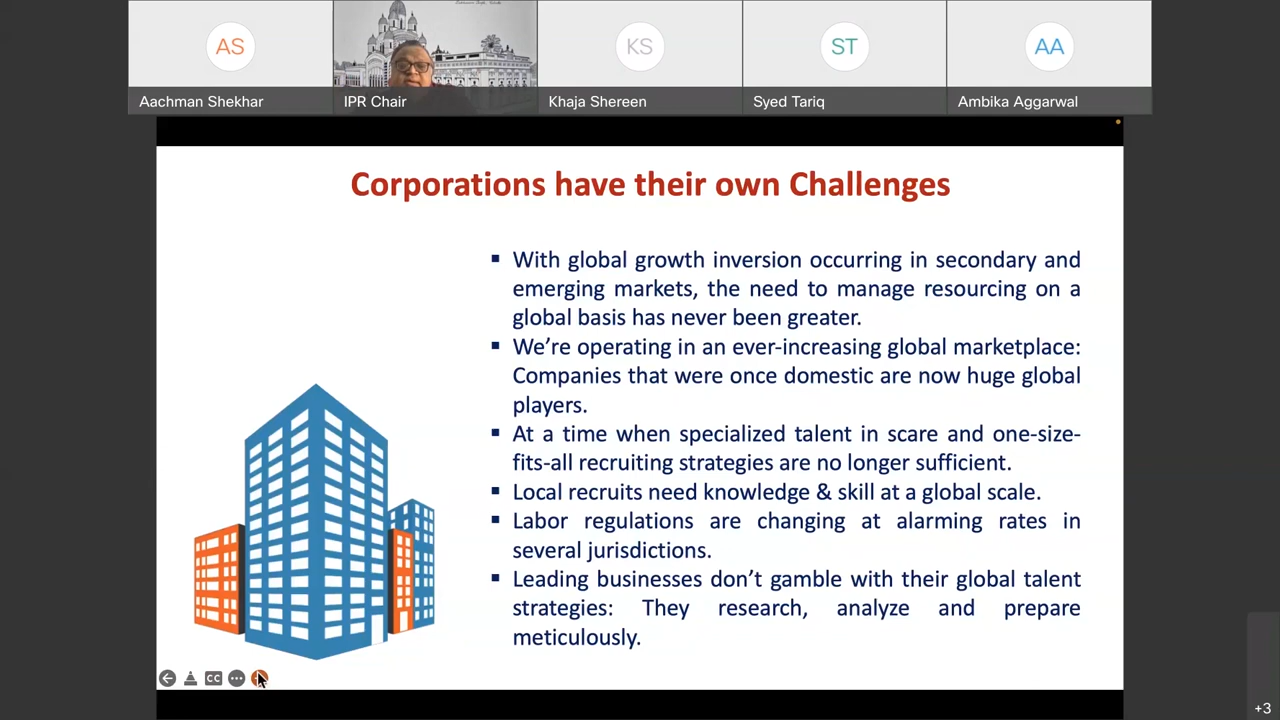 AS
KS
ST
AA
Aachman Shekhar
IPR Chair
Khaja Shereen
Syed Tariq
Ambika Aggarwal
Corporations have their own Challenges
▪ With global growth inversion occurring in secondary and
emerging markets, the need to manage resourcing on a
global basis has never been greater.
▪ We’re operating in an ever-increasing global marketplace:
Companies that were once domestic are now huge global
players.
▪ At a time when specialized talent in scare and one-size-
fits-all recruiting strategies are no longer sufficient.
▪ Local recruits need knowledge & skill at a global scale.
▪ Labor regulations are changing at alarming rates in
several jurisdictions.
▪ Leading businesses don’t gamble with their global talent
strategies: They research, analyze and prepare
meticulously.
CC
+3